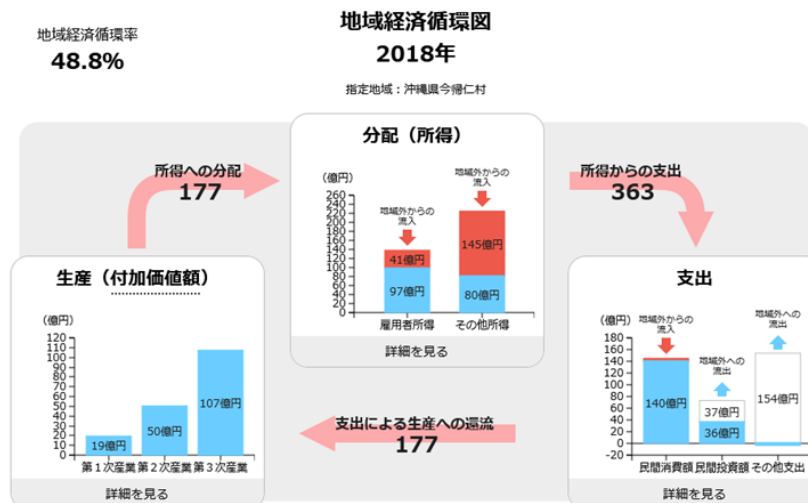 地域経済循環図
2018年
指定地域：沖縄県今帰仁村
地域経済循環率
48.8%
所得への分配
177
分配（所得）
（億円）
260
240
220
200
180
160
140
120
100
80
60
40
20
0
地域外からの
流入
41億円
97億円
地域外からの
流入
145億円
80億円
雇用者所得
その他所得
詳細を見る
所得からの支出
363
生産（付加価値額）
（億円）
120
110
100
90
80
70
60
50
40
30
20
10
0
19億円
50億円
107億円
第１次産業
第２次産業
第３次産業
詳細を見る
支出による生産への還流
177
支出
（億円）
180
160
140
120
100
80
60
40
20
0
-20
地域外からの
流入
140億円
地域外への
流出
37億円
36億円
地域外への
流出
154億円
民間消費額
民間投資額
その他支出
詳細を見る